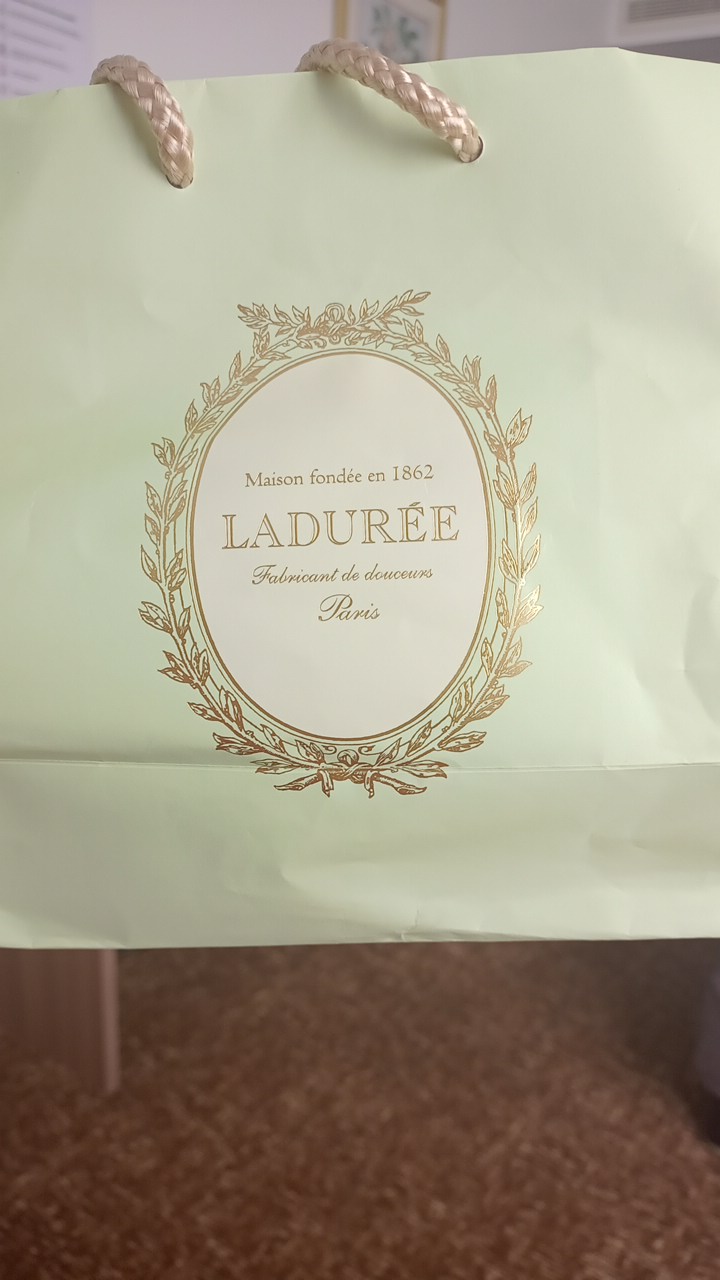 Maison fondée en 1862
LADURÉE
Fabricant de douceurs
Paris